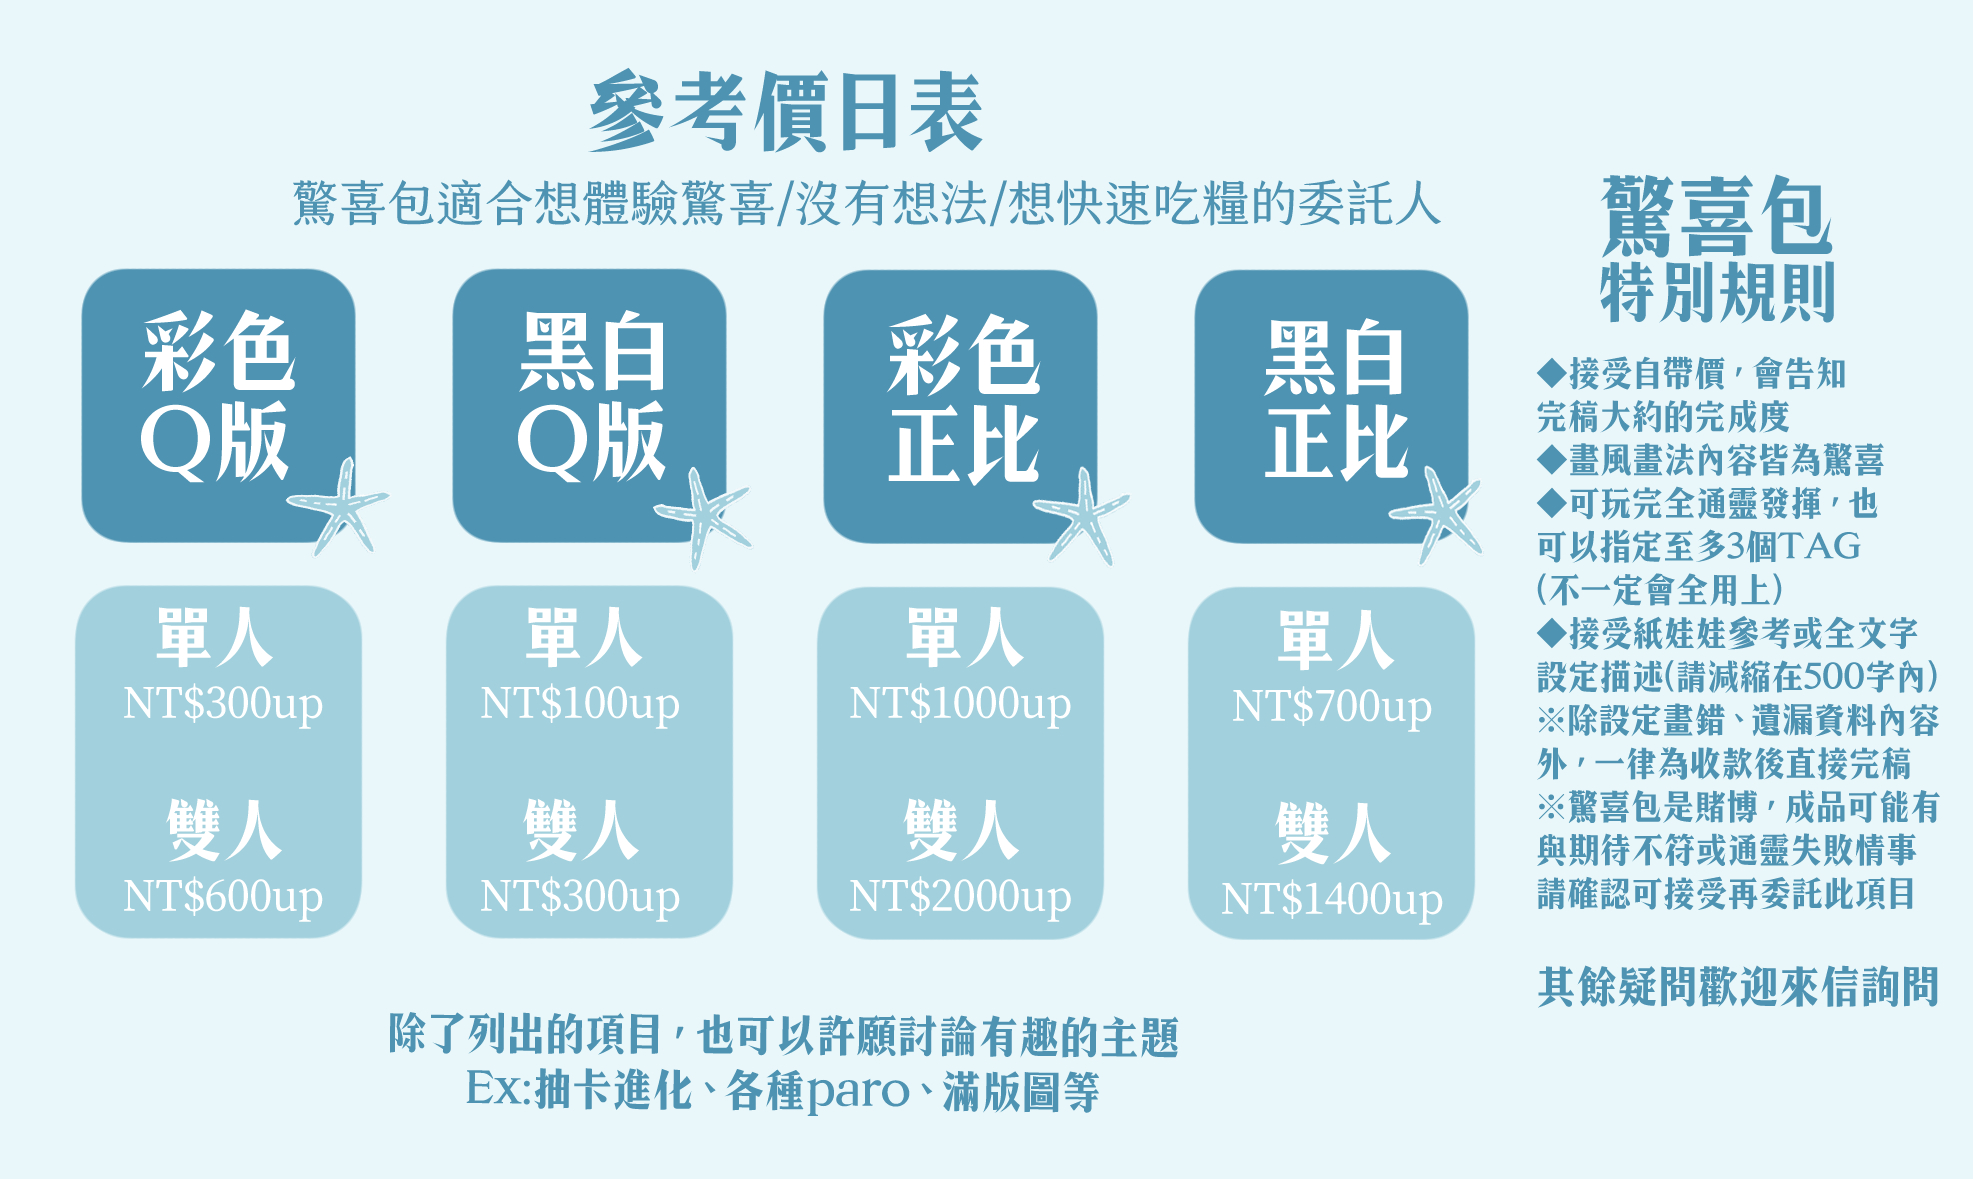 參考價目表
驚喜包適合想體驗驚喜/沒有想法/想快速吃糧的委託人
彩色
Q版
單人
NT$300up
雙人
NT$600up
黑白
Q版
單人
NT$100up
雙人
NT$300up
彩色
正比
單人
NT$1000up
雙人
NT$2000up
黑白
正比
單人
NT$700up
雙人
NT$1400up
除了列出的項目，也可以許願討論有趣的主題
Ex:抽卡進化、各種paro、滿版圖等
驚喜包
特別規則
◆接受自帶價，會告知
完稿大約的完成度
◆畫風畫法內容皆為驚喜
◆可玩完全通靈發揮，也
可以指定至多3個TAG
(不一定會全用上)
◆接受紙娃娃參考或全文字
設定描述(請減縮在500字內)
※除設定畫錯、遺漏資料內容
外，一律為收款後直接完稿
※驚喜包是賭博，成品可能有
與期待不符或通靈失敗情事
請確認可接受再委託此項目
其餘疑問歡迎來信詢問